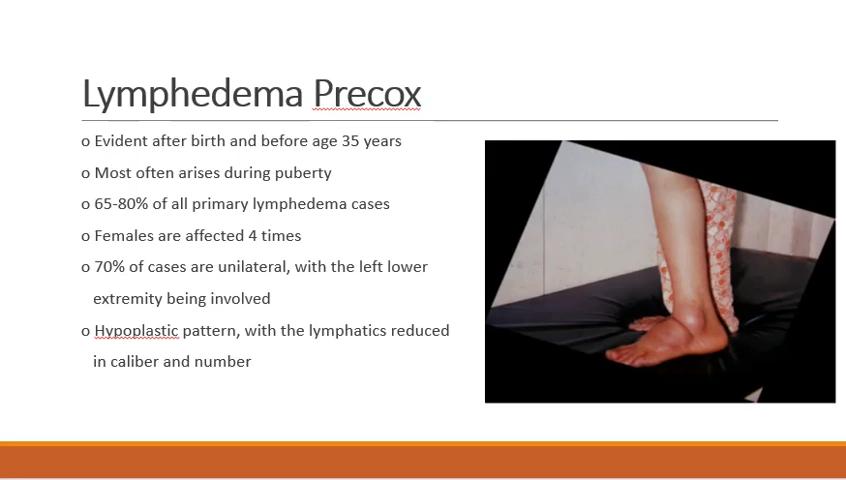 Lymphedema Precox
o Evident after birth and before age 35 years
o Most often arises during puberty
o 65-80% of all primary lymphedema cases
o Females are affected 4 times
o 70% of cases are unilateral, with the left lower
extremity being involved
o Hypoplastic pattern, with the lymphatics reduced
in caliber and number